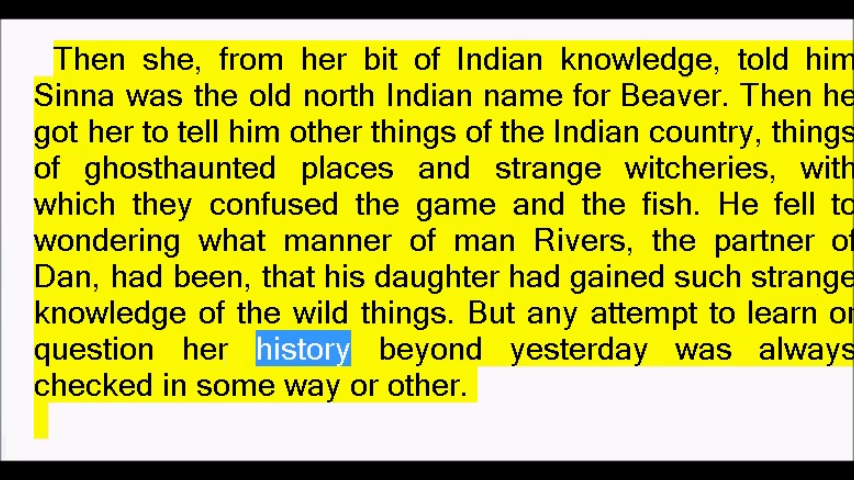 Then she, from her bit of Indian knowledge, told him
Sinna was the old north Indian name for Beaver. Then he
got her to tell him other things of the Indian country, things
of ghosthaunted places and strange witcheries, with
which they confused the game and the fish. He fell to
wondering what manner of man Rivers, the partner of
Dan, had been, that his daughter had gained such strange
knowledge of the wild things. But any attempt to learn or
question her history beyond yesterday was always
checked in some way or other.